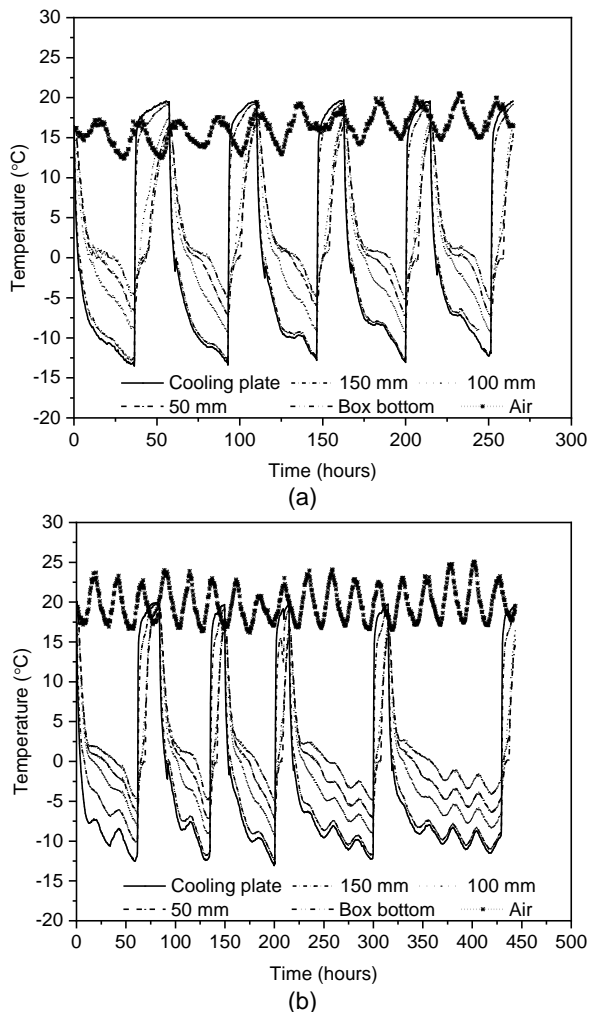 30
25
20
15
10
5
0
-5
-10
-15
-20
Temperature (°C)
Cooling plate 150 mm 100 mm
50 mm Box bottom Air
0 50 100 150 200 250 300
Time (hours)
(a)
30
25
20
15
10
5
0
-5
-10
-15
-20
Temperature (°C)
Cooling plate 150 mm 100 mm
50 mm Box bottom Air
0 50 100 150 200 250 300 350 400 450 500
Time (hours)
(b)